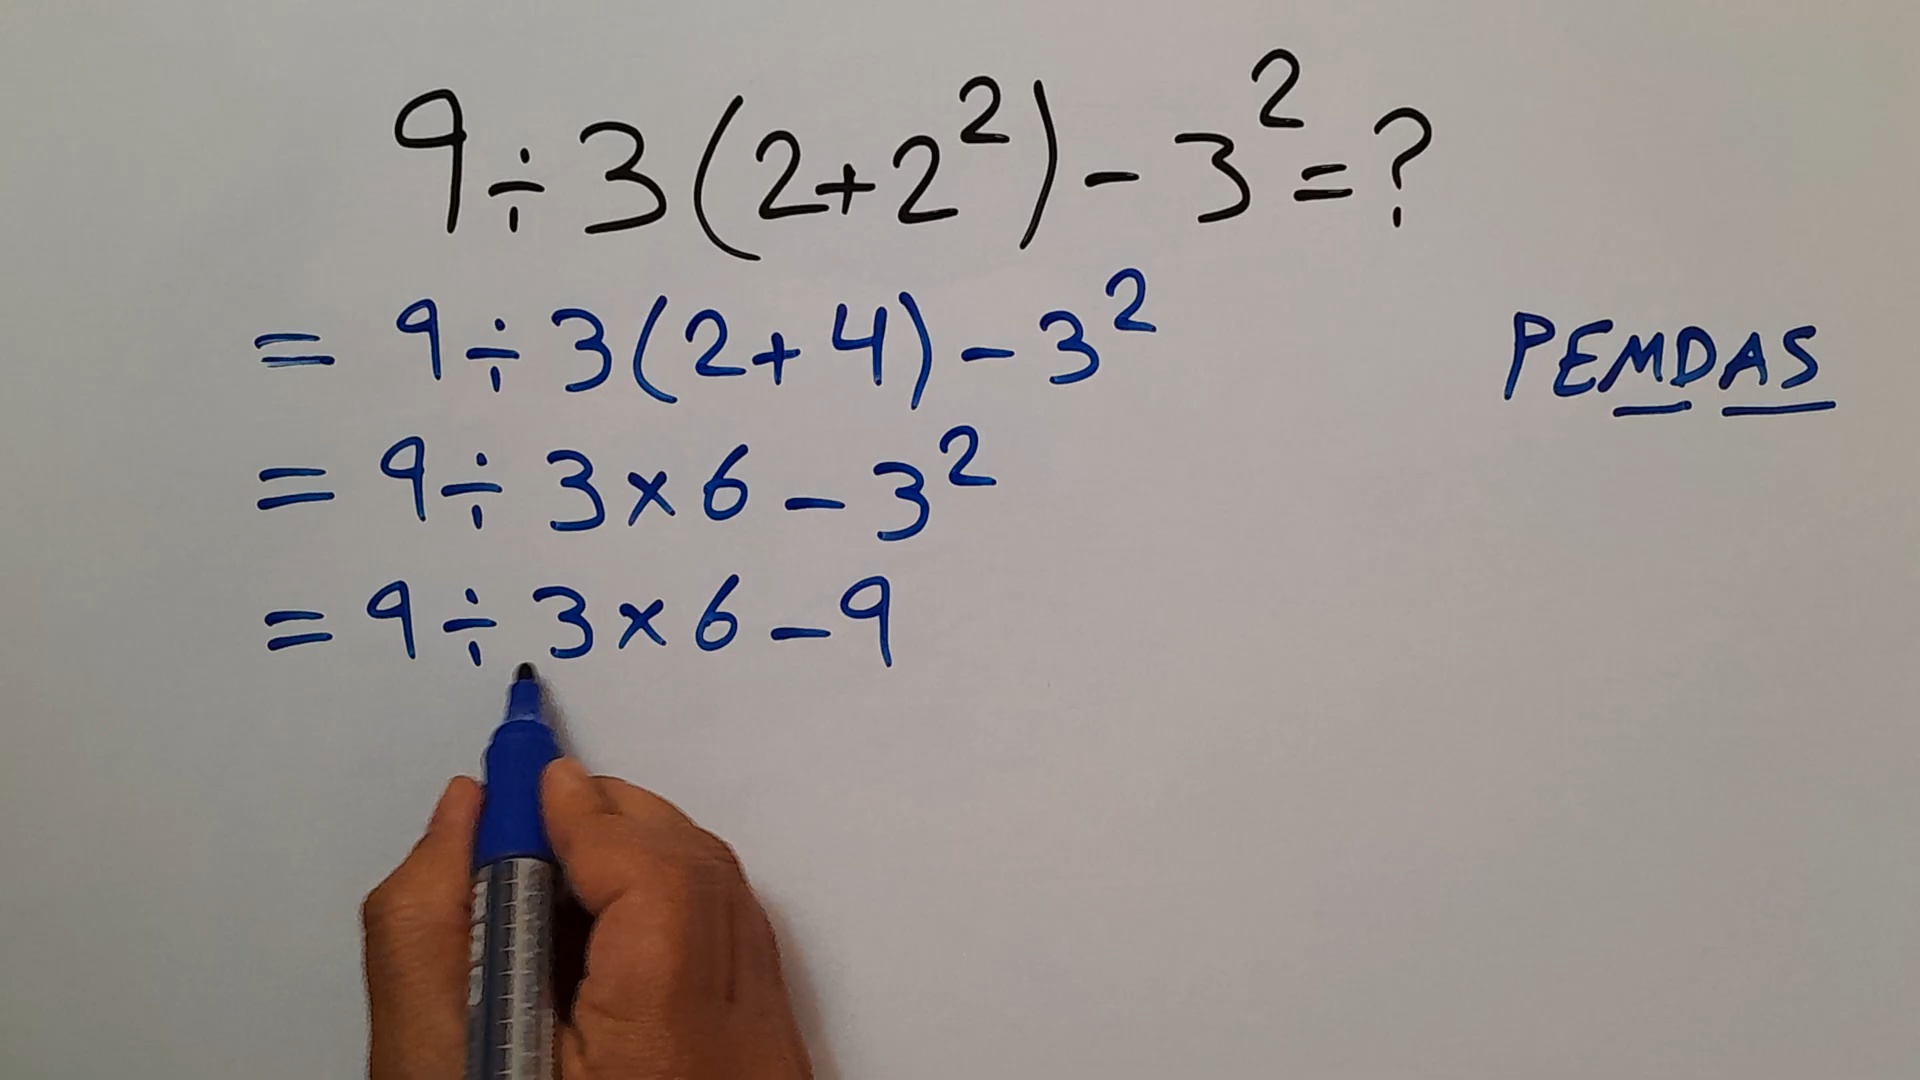 9÷3(2+2²)-3²=?
= 9÷3(2+4)-3²
PEMDAS
= 9÷3×6-3²
= 9÷3×6-9